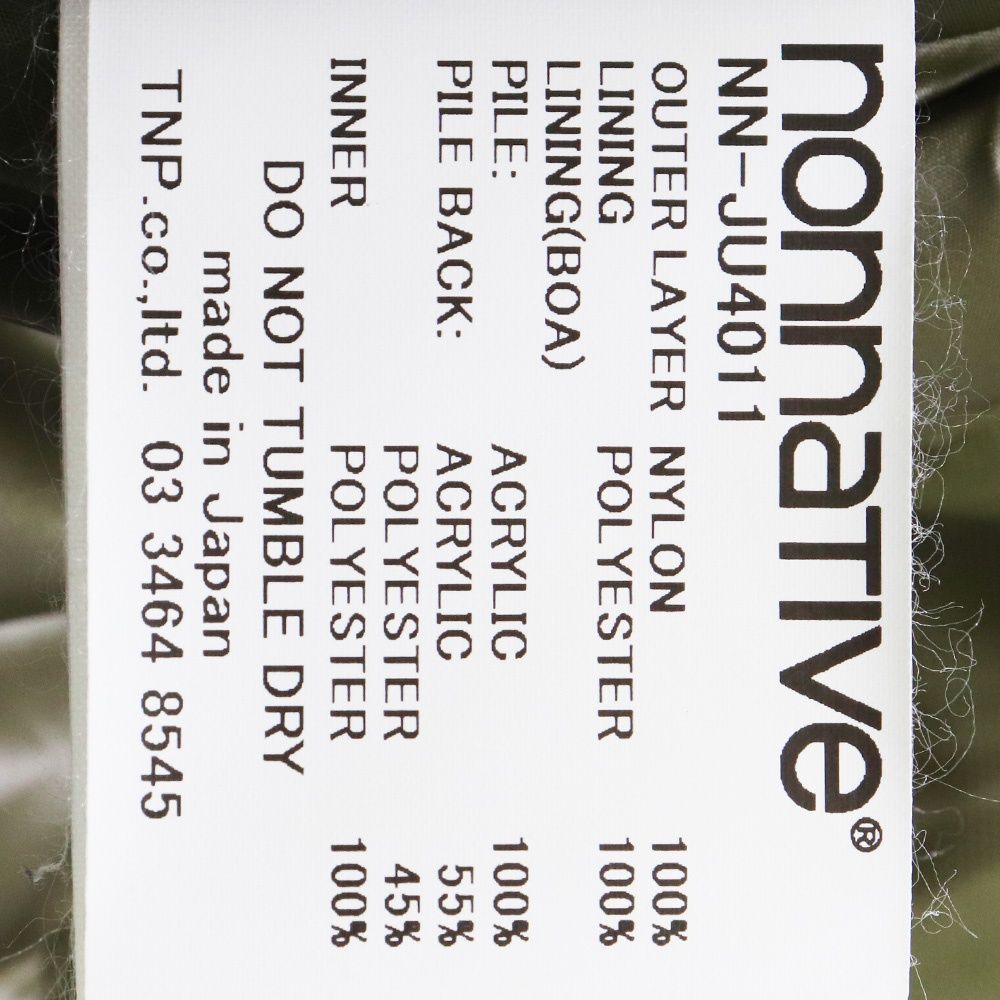 nonnative®
NN-JU4011
OUTER LAYER NYLON 100%
LINING POLYESTER 100%
LINING(BOA)
PILE: ACRYLIC 100%
PILE BACK: ACRYLIC 55%
POLYESTER 45%
INNER POLYESTER 100%
DO NOT TUMBLE DRY
made in Japan
TNP.co.,ltd. 03 3464 8545